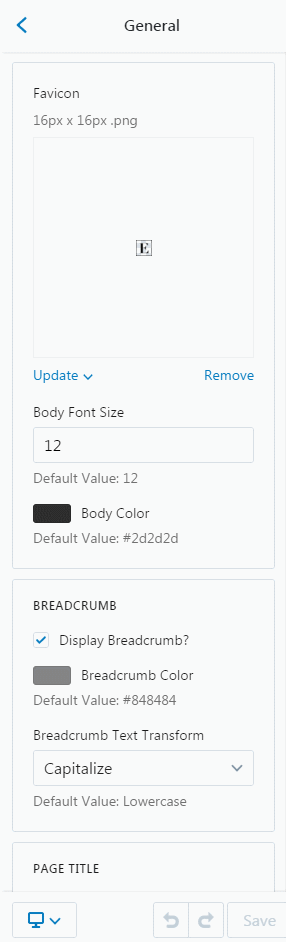 General
Favicon
16px x 16px .png
E
Update
Remove
Body Font Size
12
Default Value: 12
Body Color
Default Value: #2d2d2d
BREADCRUMB
Display Breadcrumb?
Breadcrumb Color
Default Value: #848484
Breadcrumb Text Transform
Capitalize
Default Value: Lowercase
PAGE TITLE
Save